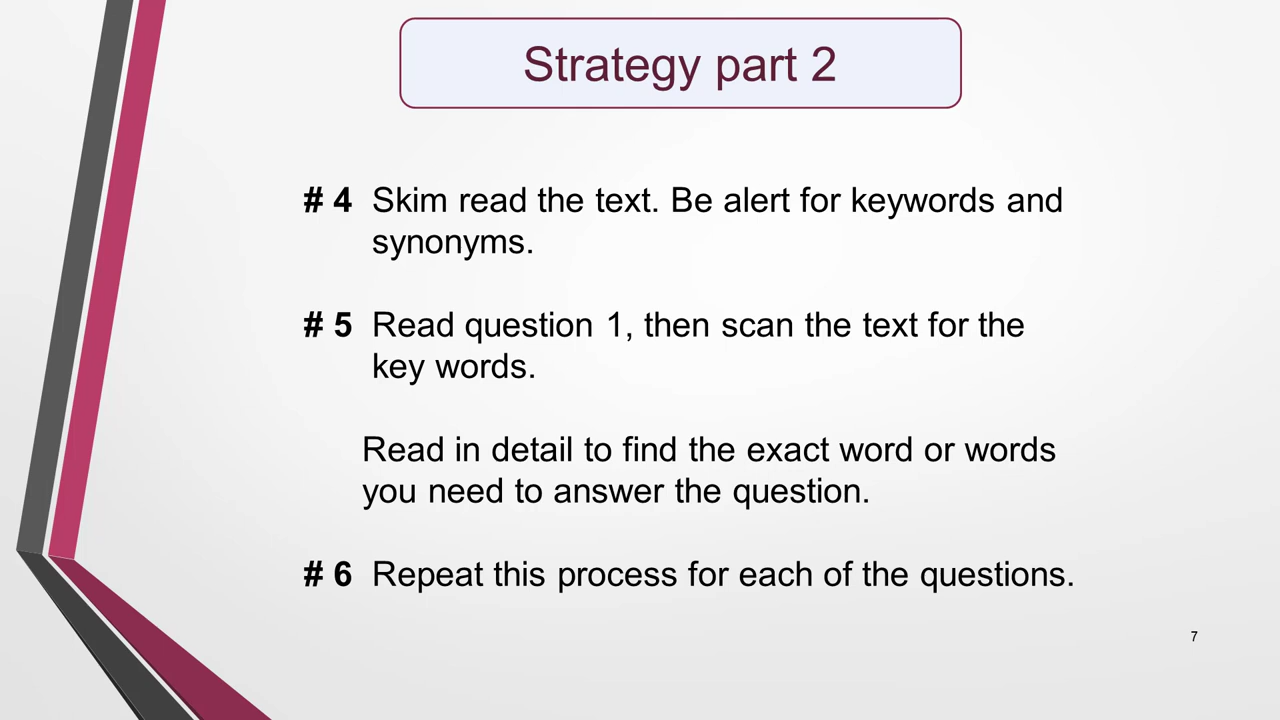 Strategy part 2
# 4 Skim read the text. Be alert for keywords and
synonyms.
# 5 Read question 1, then scan the text for the
key words.
Read in detail to find the exact word or words
you need to answer the question.
# 6 Repeat this process for each of the questions.
7